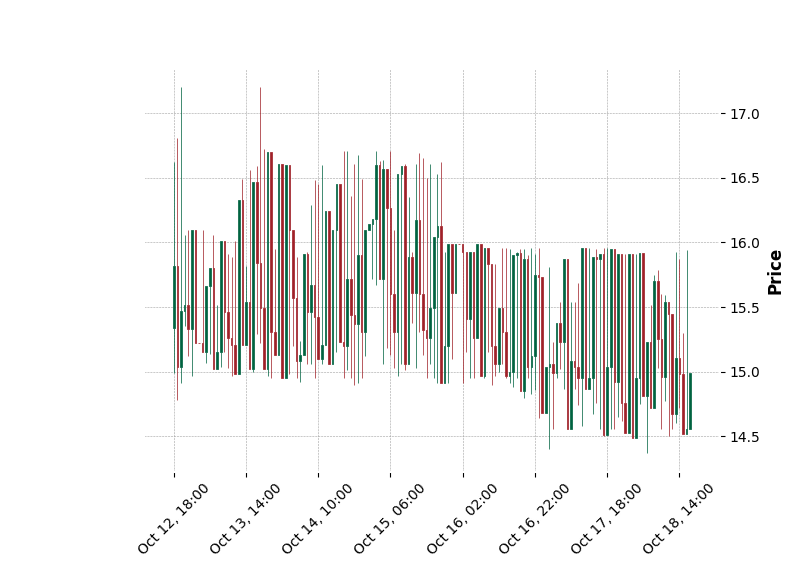 17.0
16.5
16.0
15.5
15.0
14.5
Price
Oct 12, 18:00
Oct 13, 14:00
Oct 14, 10:00
Oct 15, 06:00
Oct 16, 02:00
Oct 16, 22:00
Oct 17, 18:00
Oct 18, 14:00